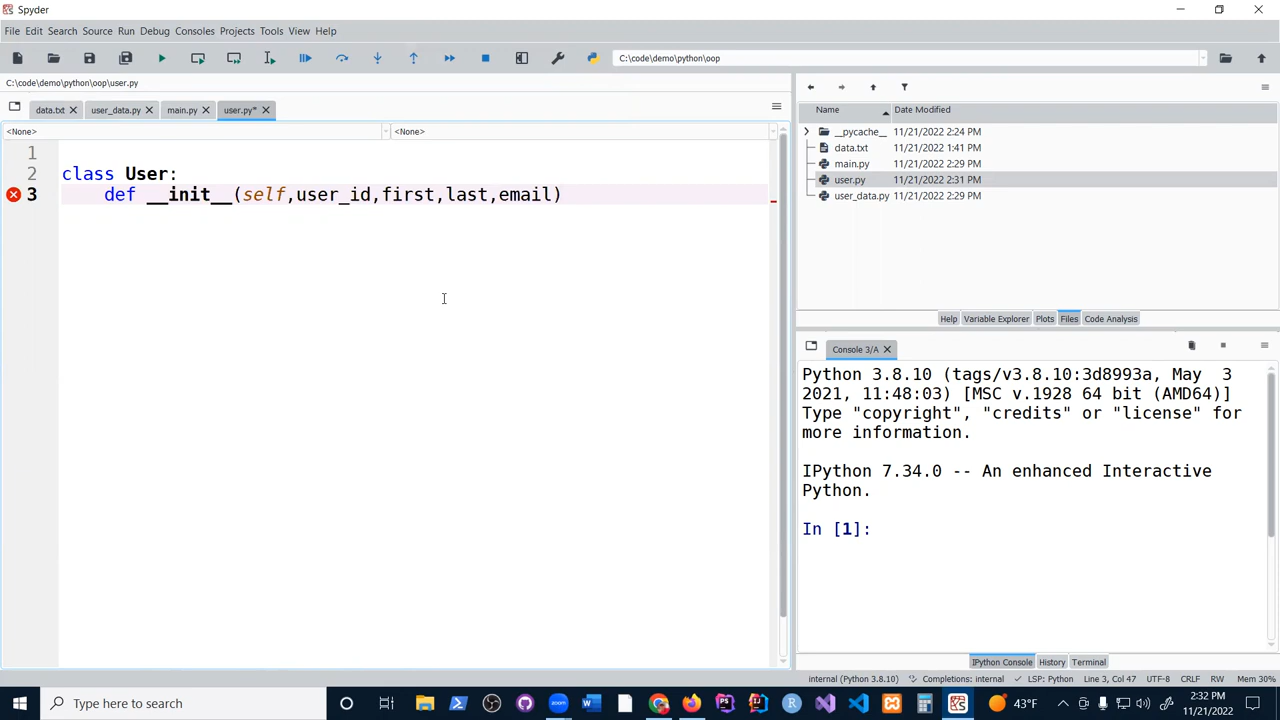 Spyder
File Edit Search Source Run Debug Consoles Projects Tools View Help
C:\code\demo\python\oop
C:\code\demo\python\oop\user.py
data.txt user_data.py main.py user.py*
<None> <None>
1
2 class User:
3 def __init__(self,user_id,first,last,email)
Name Date Modified
__pycache__ 11/21/2022 2:24 PM
data.txt 11/21/2022 1:41 PM
main.py 11/21/2022 2:29 PM
user.py 11/21/2022 2:31 PM
user_data.py 11/21/2022 2:29 PM
Help Variable Explorer Plots Files Code Analysis
Console 3/A
Python 3.8.10 (tags/v3.8.10:3d8993a, May 3
2021, 11:48:03) [MSC v.1928 64 bit (AMD64)]
Type "copyright", "credits" or "license" for
more information.
IPython 7.34.0 -- An enhanced Interactive
Python.
In [1]:
IPython Console History Terminal
internal (Python 3.8.10) Completions: internal LSP: Python Line 3, Col 47 UTF-8 CRLF RW Mem 30%
Type here to search
43°F
2:32 PM
11/21/2022